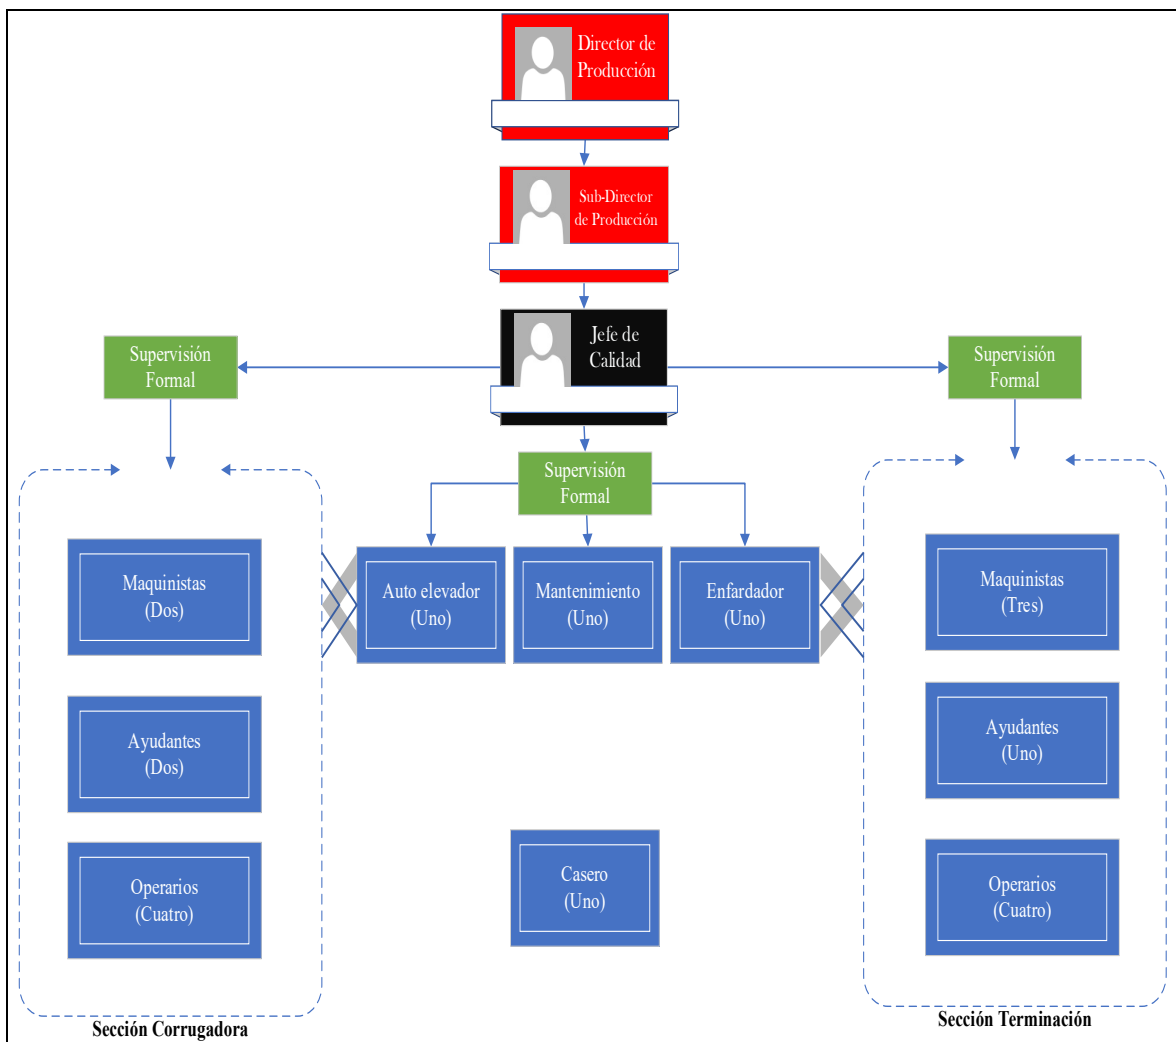 Director de
Producción
Sub-Director
de Producción
Jefe de
Calidad
Supervisión
Formal
Supervisión
Formal
Supervisión
Formal
Maquinistas
(Dos)
Ayudantes
(Dos)
Operarios
(Cuatro)
Sección Corrugadora
Auto elevador
(Uno)
Mantenimiento
(Uno)
Enfardador
(Uno)
Casero
(Uno)
Maquinistas
(Tres)
Ayudantes
(Uno)
Operarios
(Cuatro)
Sección Terminación